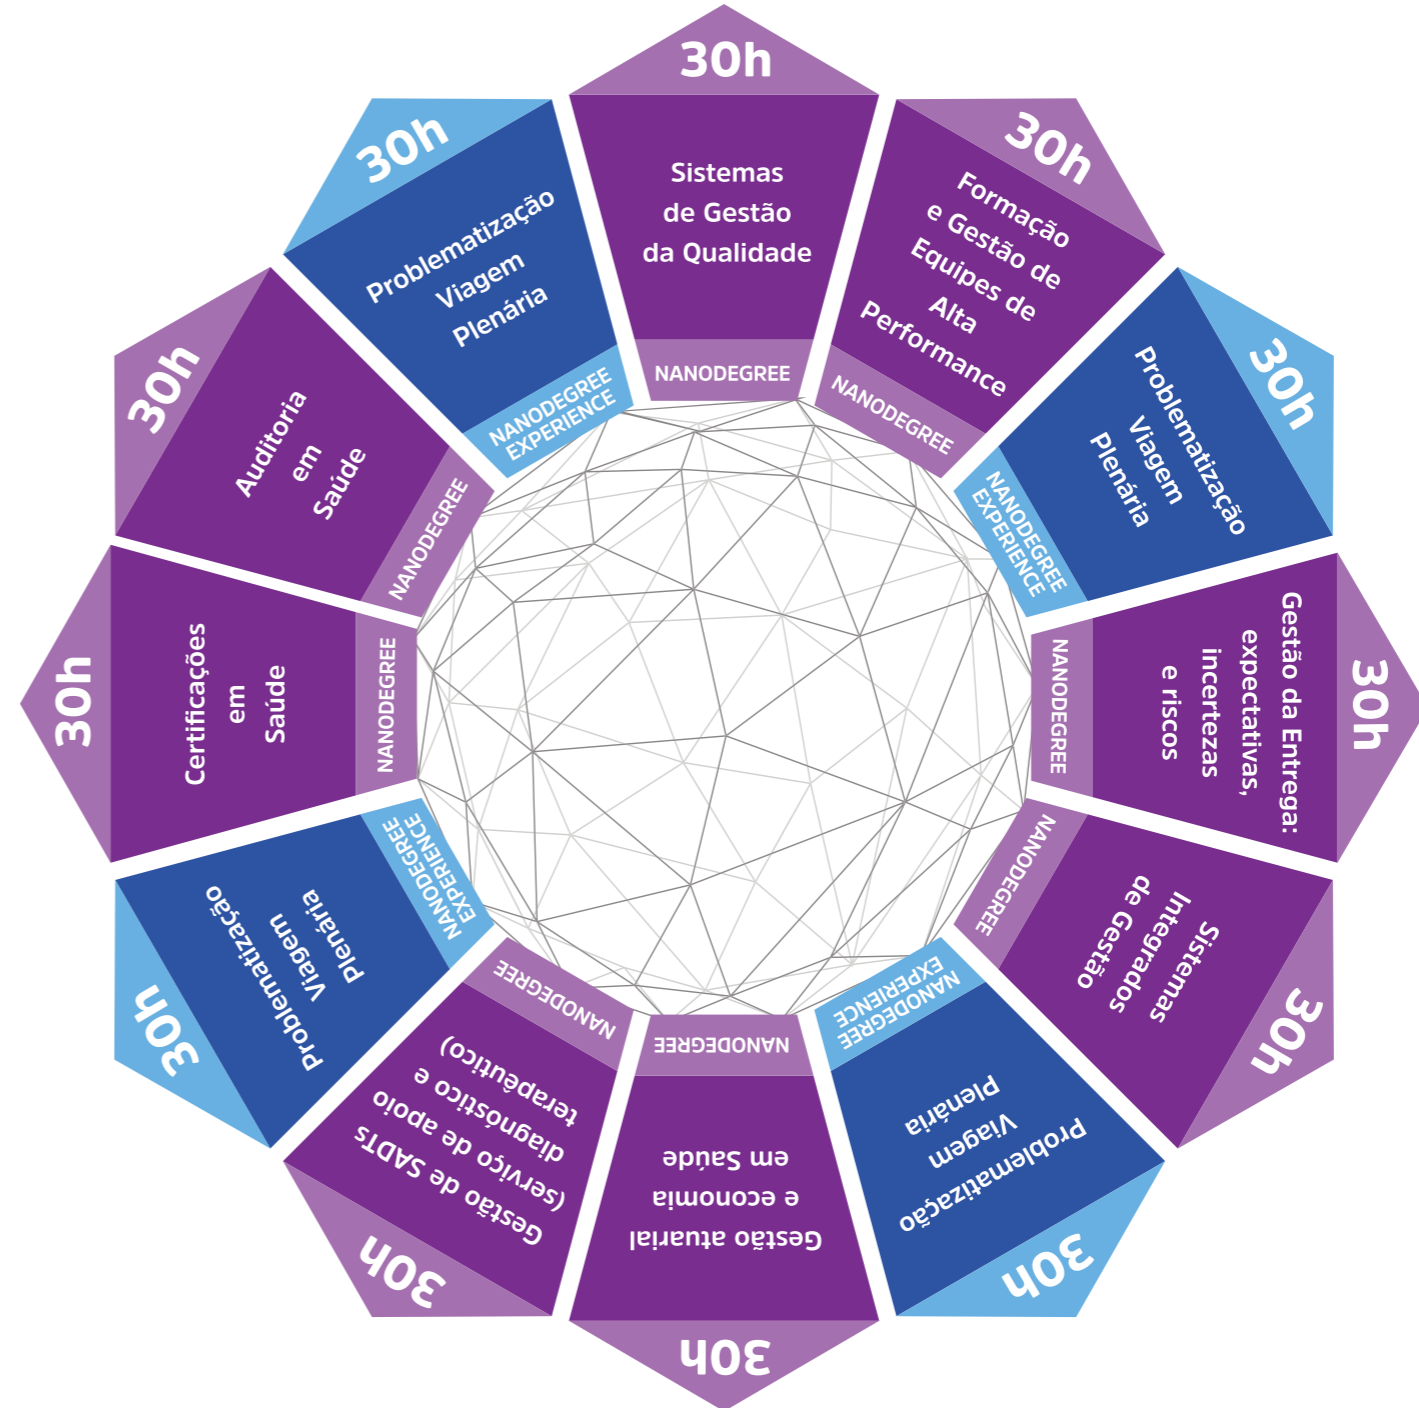 30h
Sistemas
de Gestão
da Qualidade
NANODEGREE
30h
Formação
e Gestão de
Equipes de
Alta
Performance
NANODEGREE
30h
Problematização
Viagem
Plenária
NANODEGREE
EXPERIENCE
30h
Gestão da Entrega:
expectativas,
incertezas
e riscos
NANODEGREE
30h
Sistemas
Integrados
de Gestão
NANODEGREE
30h
Problematização
Viagem
Plenária
NANODEGREE
EXPERIENCE
30h
Gestão atuarial
e economia
em Saúde
NANODEGREE
30h
Gestão de SADTs
(serviço de apoio
diagnóstico e
terapêutico)
NANODEGREE
30h
Problematização
Viagem
Plenária
NANODEGREE
EXPERIENCE
30h
Certificações
em
Saúde
NANODEGREE
30h
Auditoria
em
Saúde
NANODEGREE
30h
Problematização
Viagem
Plenária
NANODEGREE
EXPERIENCE